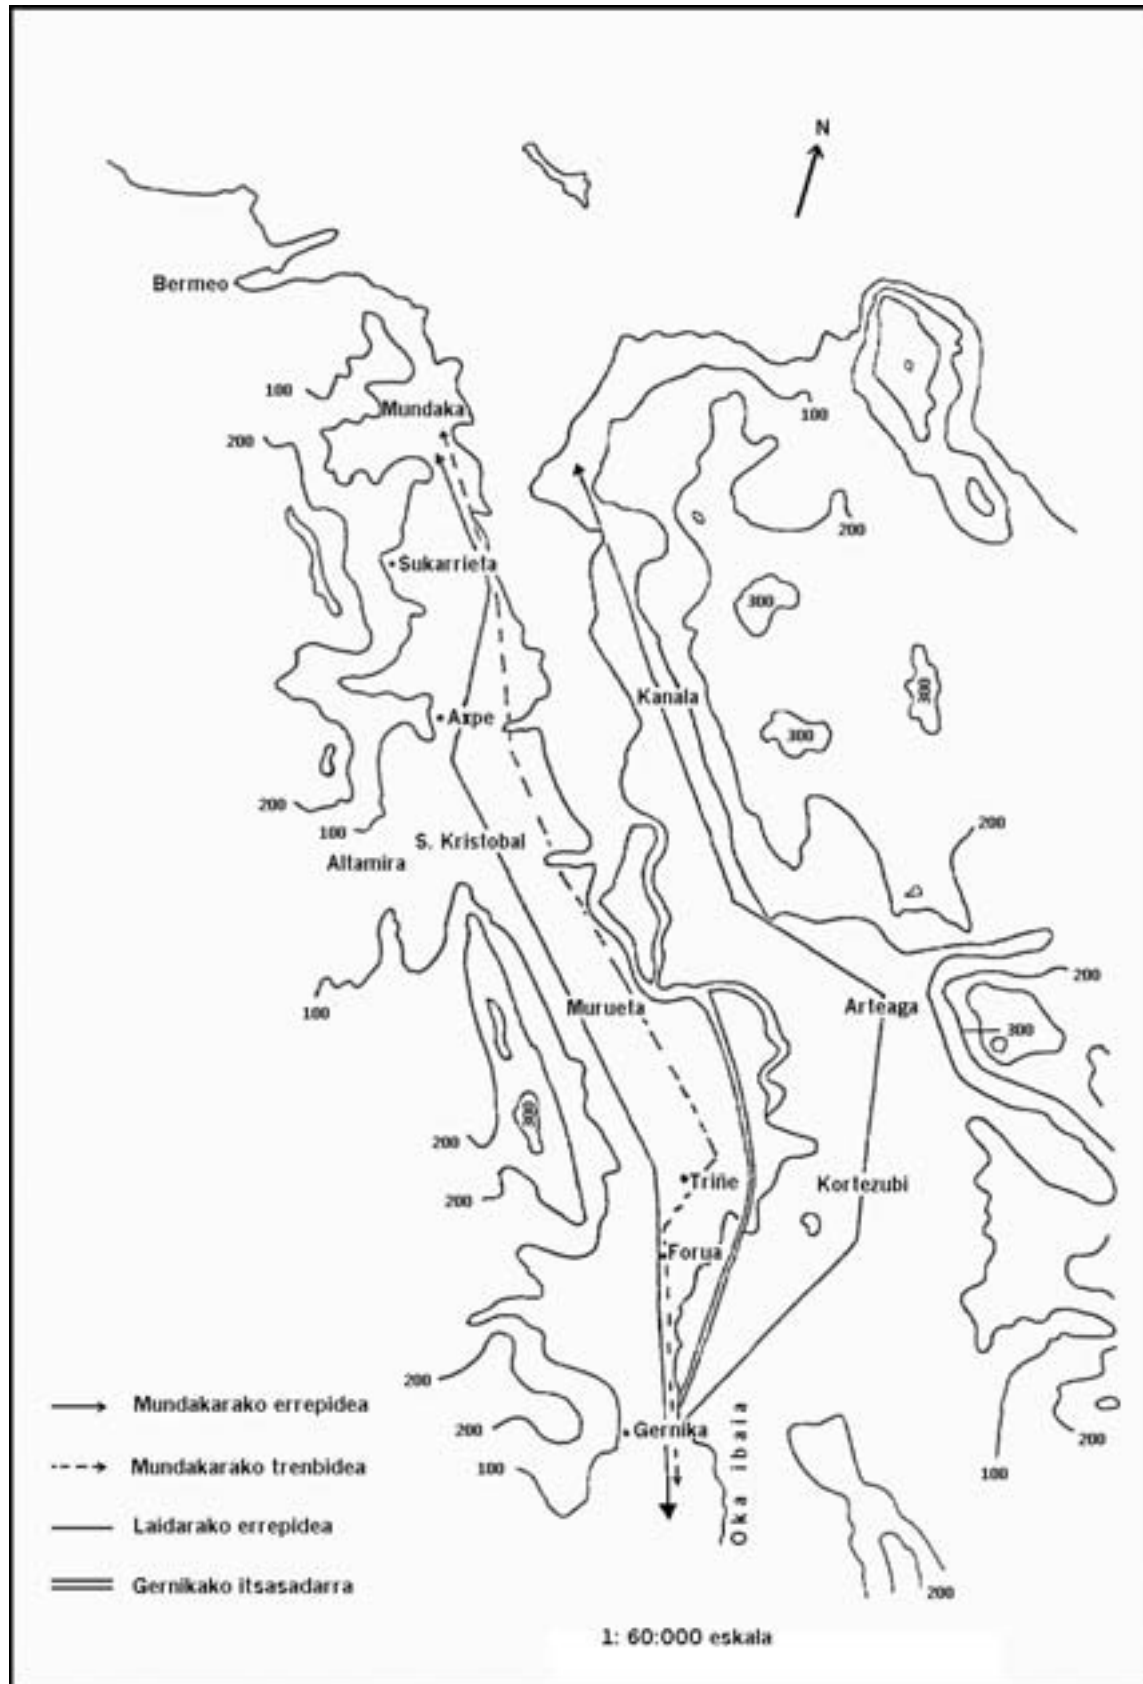 N
Bermeo
100
Mundaka
100
200
200
Sukarrieta
300
300
Kanala
Axpe
300
200
100
200
S. Kristobal
Altamira
200
100
Murueta
Arteaga
300
300
200
Triñe
Kortezubi
200
Forua
200
200
Gernika
200
100
100
Oka ibaia
200
Mundakarako errepidea
Mundakarako trenbidea
Laidarako errepidea
Gernikako itsasadarra
1: 60:000 eskala